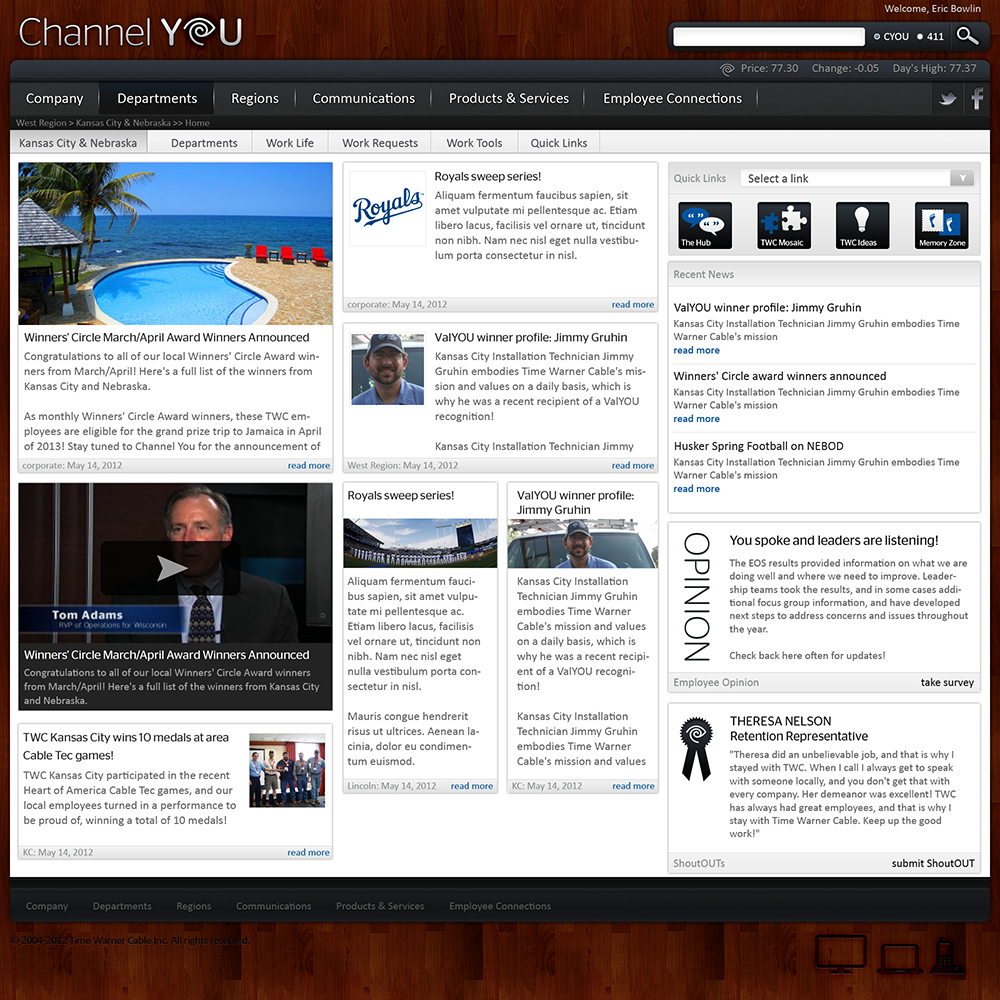 Welcome, Eric Bowlin
Channel YOU
CYOU 411
Price: 77.30 Change: -0.05 Day's High: 77.37
Company Departments Regions Communications Products & Services Employee Connections
West Region > Kansas City & Nebraska >> Home
Kansas City & Nebraska Departments Work Life Work Requests Work Tools Quick Links
Winners' Circle March/April Award Winners Announced
Congratulations to all of our local Winners' Circle Award win-
ners from March/April! Here's a full list of the winners from
Kansas City and Nebraska.
As monthly Winners' Circle Award winners, these TWC em-
ployees are eligible for the grand prize trip to Jamaica in April
of 2013! Stay tuned to Channel You for the announcement of
corporate: May 14, 2012 read more
Tom Adams
RVP of Operations for Wisconsin
Winners' Circle March/April Award Winners Announced
Congratulations to all of our local Winners' Circle Award winners
from March/April! Here's a full list of the winners from Kansas City
and Nebraska.
TWC Kansas City wins 10 medals at area
Cable Tec games!
TWC Kansas City participated in the recent
Heart of America Cable Tec games, and our
local employees turned in a performance to
be proud of, winning a total of 10 medals!
KC: May 14, 2012 read more
Royals
Royals sweep series!
Aliquam fermentum faucibus sapien, sit
amet vulputate mi pellentesque ac. Etiam
libero lacus, facilisis vel ornare ut, tincidunt
non nibh. Nam nec nisl eget nulla vestibu-
lum porta consectetur in nisl.
corporate: May 14, 2012 read more
ValYOU winner profile: Jimmy Gruhin
Kansas City Installation Technician Jimmy
Gruhin embodies Time Warner Cable's mis-
sion and values on a daily basis, which is
why he was a recent recipient of a ValYOU
recognition!
Kansas City Installation Technician Jimmy
West Region: May 14, 2012 read more
Royals sweep series!
Aliquam fermentum fauci-
bus sapien, sit amet vulpu-
tate mi pellentesque ac.
Etiam libero lacus, facilisis
vel ornare ut, tincidunt non
nibh. Nam nec nisl eget
nulla vestibulum porta con-
sectetur in nisl.
Mauris congue hendrerit
risus ut ultrices. Aenean la-
cinia, dolor eu condimen-
tum euismod.
Lincoln: May 14, 2012 read more
ValYOU winner profile:
Jimmy Gruhin
Kansas City Installation
Technician Jimmy Gruhin
embodies Time Warner
Cable's mission and values
on a daily basis, which is
why he was a recent recipi-
ent of a ValYOU recogni-
tion!
Kansas City Installation
Technician Jimmy Gruhin
embodies Time Warner
Cable's mission and values
KC: May 14, 2012 read more
Quick Links Select a link
The Hub TWC Mosaic TWC Ideas Memory Zone
Recent News
ValYOU winner profile: Jimmy Gruhin
Kansas City Installation Technician Jimmy Gruhin embodies Time
Warner Cable's mission
read more
Winners' Circle award winners announced
Kansas City Installation Technician Jimmy Gruhin embodies Time
Warner Cable's mission
read more
Husker Spring Football on NEBOD
Kansas City Installation Technician Jimmy Gruhin embodies Time
Warner Cable's mission
read more
OPINION
You spoke and leaders are listening!
The EOS results provided information on what we are
doing well and where we need to improve. Leader-
ship teams took the results, and in some cases addi-
tional focus group information, and have developed
next steps to address concerns and issues throughout
the year.
Check back here often for updates!
Employee Opinion take survey
THERESA NELSON
Retention Representative
"Theresa did an unbelievable job, and that is why I
stayed with TWC. When I call I always get to speak
with someone locally, and you don't get that with
every company. Her demeanor was excellent! TWC
has always had great employees, and that is why I
stay with Time Warner Cable. Keep up the good
work!"
ShoutOUTs submit ShoutOUT
Company Departments Regions Communications Products & Services Employee Connections
© 2004-2012 Time Warner Cable Inc. All rights reserved.